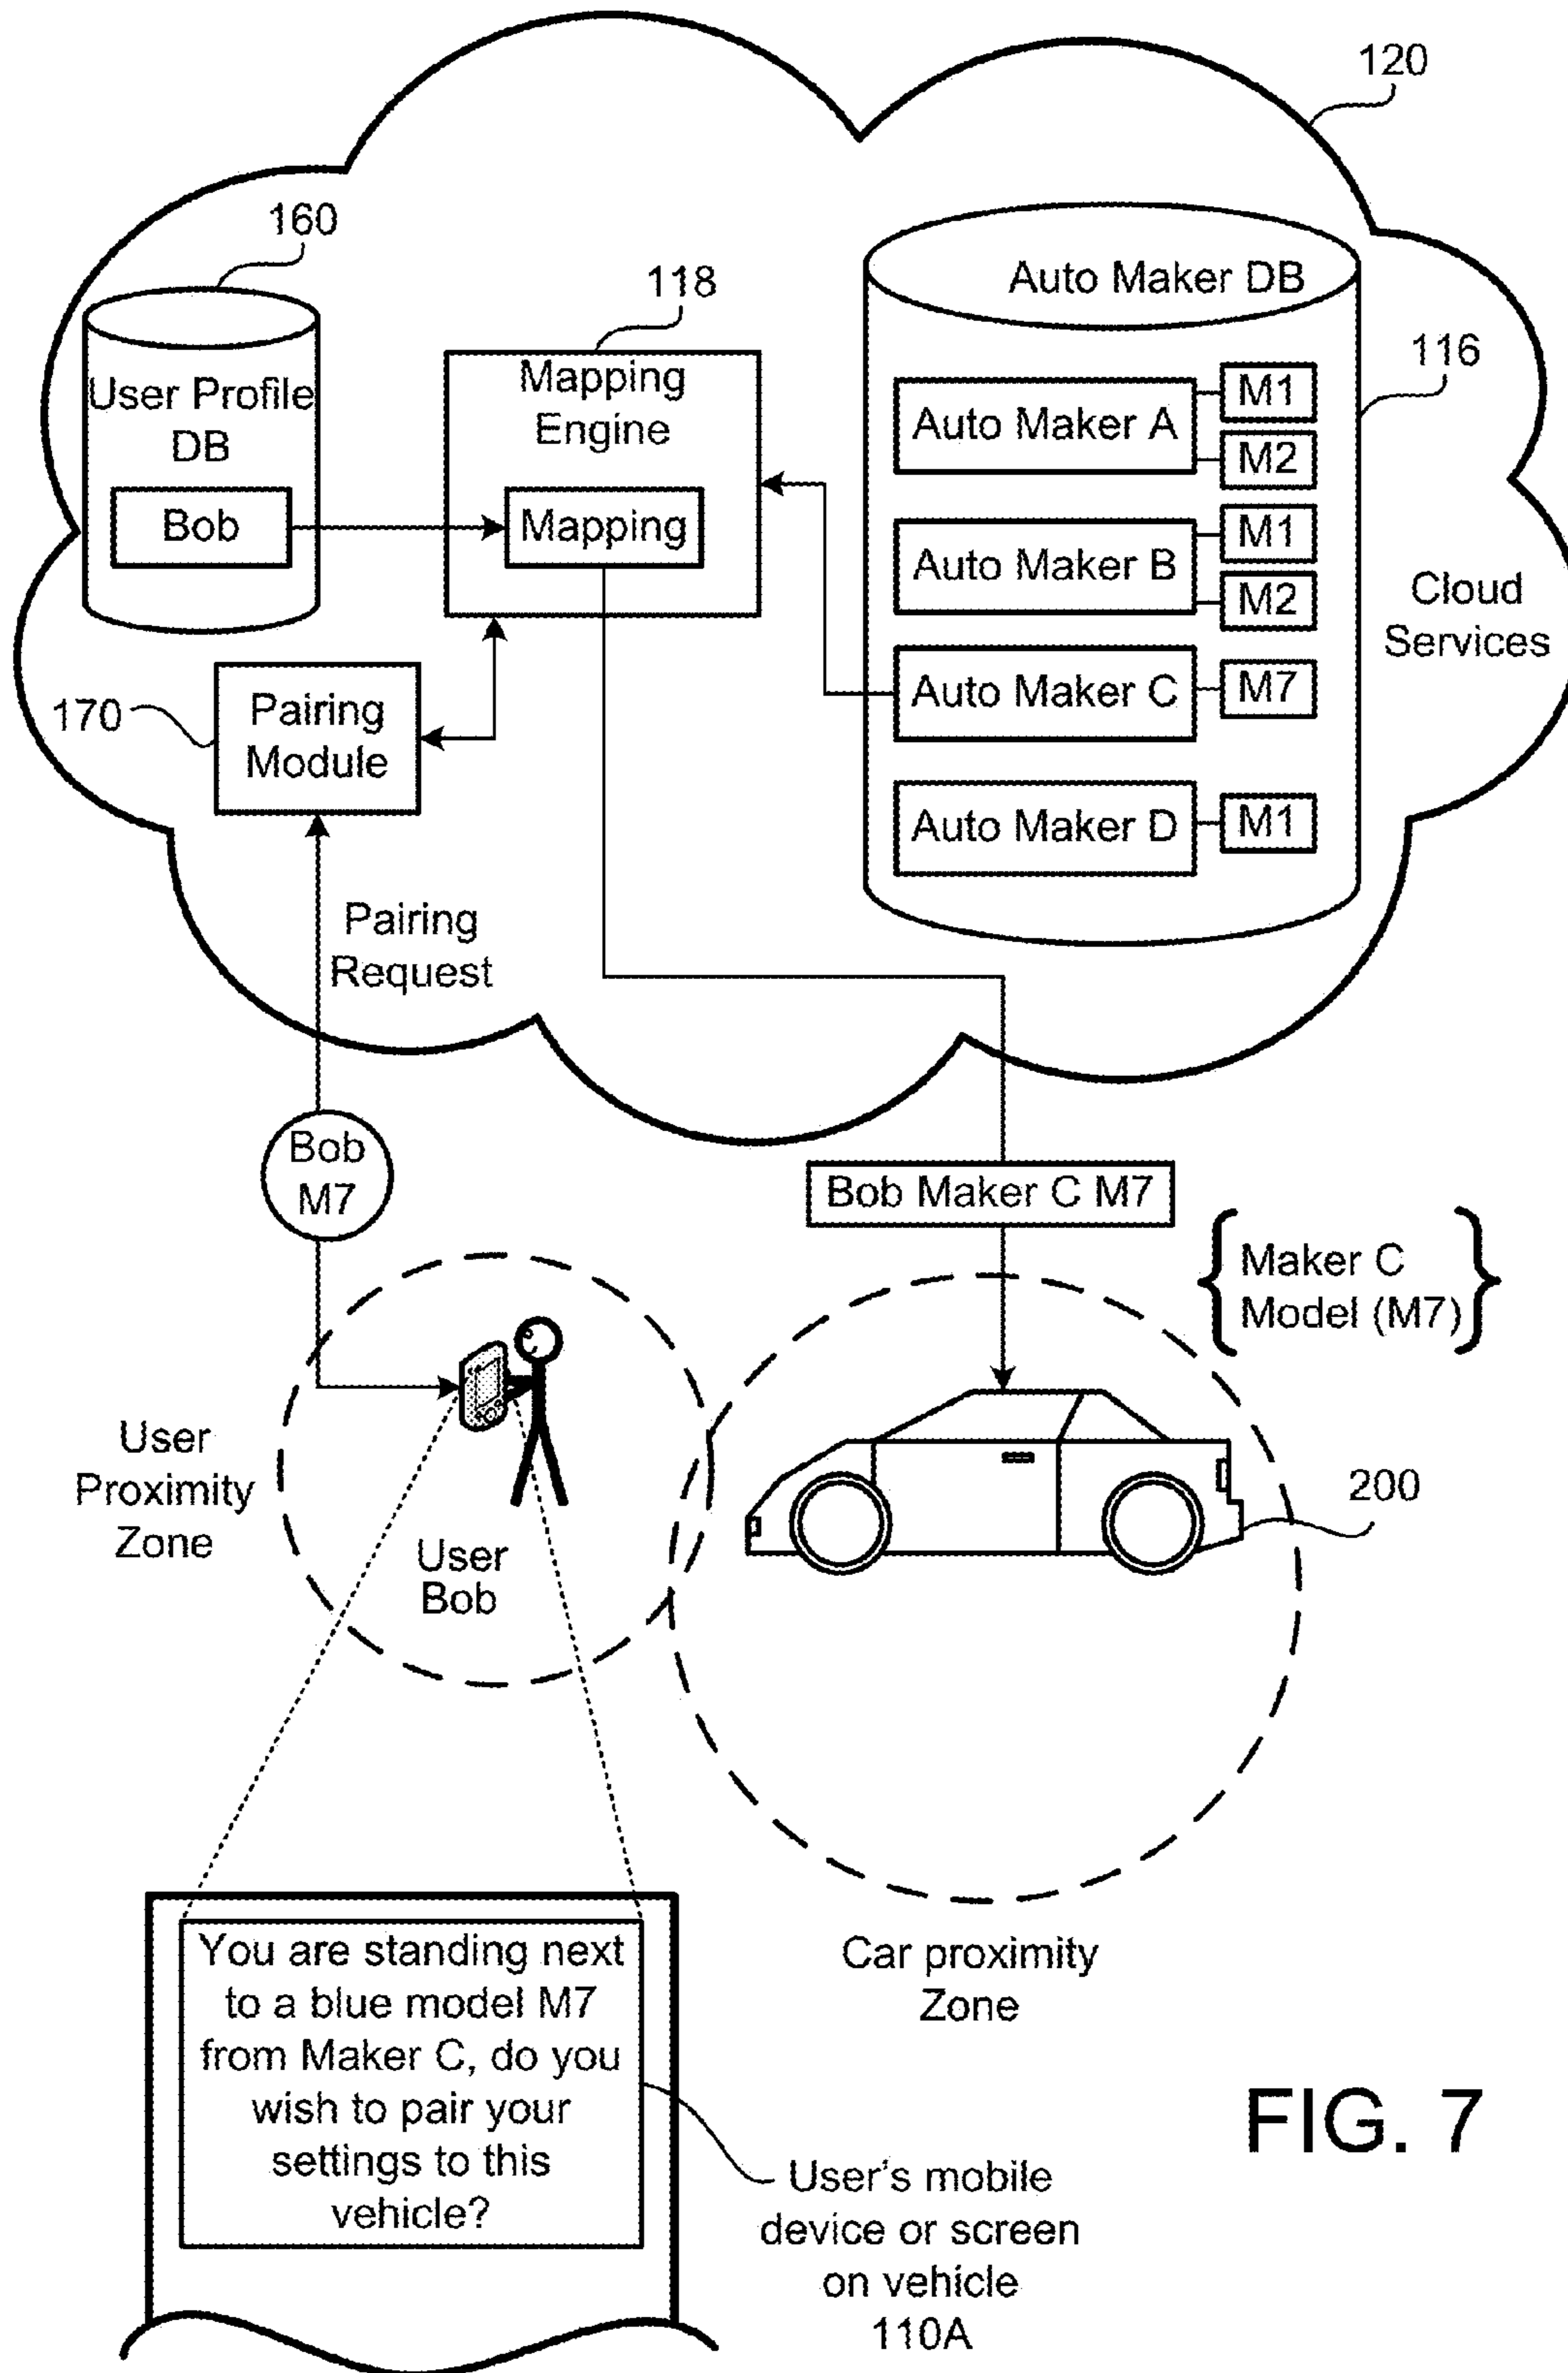 120
160
118
Auto Maker DB
116
User Profile
DB
Bob
Mapping
Engine
Mapping
Auto Maker A
M1
M2
Auto Maker B
M1
M2
Auto Maker C
M7
Auto Maker D
M1
Cloud
Services
170
Pairing
Module
Pairing
Request
Bob
M7
Bob Maker C M7
Maker C
Model (M7)
User
Proximity
Zone
User
Bob
200
Car proximity
Zone
You are standing next
to a blue model M7
from Maker C, do you
wish to pair your
settings to this
vehicle?
User's mobile
device or screen
on vehicle
110A
FIG. 7